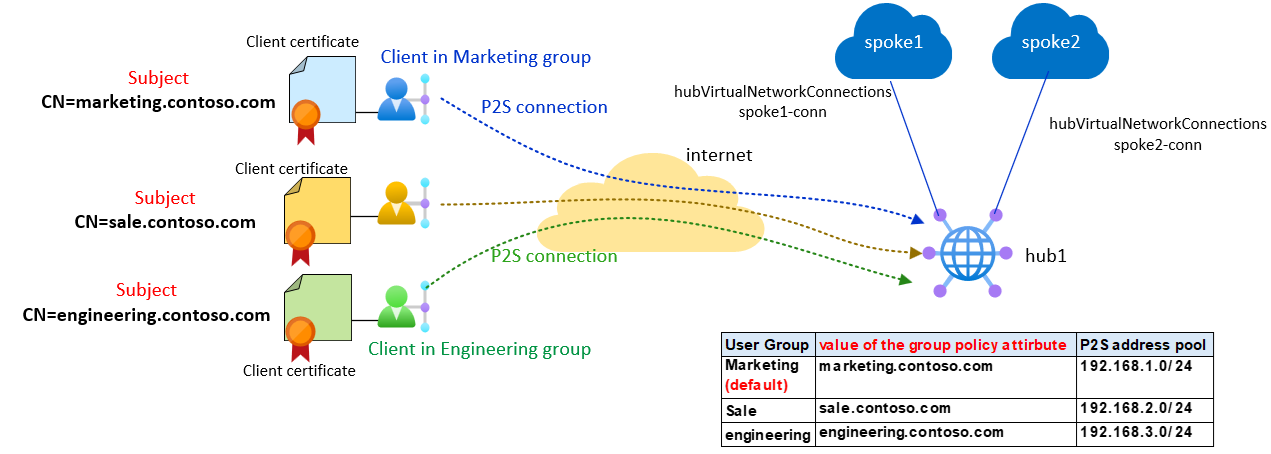 Client certificate
Client in Marketing group
Subject
CN=marketing.contoso.com
P2S connection
spoke1
spoke2
hubVirtualNetworkConnections
spoke1-conn
hubVirtualNetworkConnections
spoke2-conn
internet
Client certificate
Subject
CN=sale.contoso.com
P2S connection
hub1
Subject
CN=engineering.contoso.com
Client in Engineering group
Client certificate
User Group value of the group policy attirbute P2S address pool
Marketing marketing.contoso.com 192.168.1.0/24
(default)
Sale sale.contoso.com 192.168.2.0/24
engineering engineering.contoso.com 192.168.3.0/24